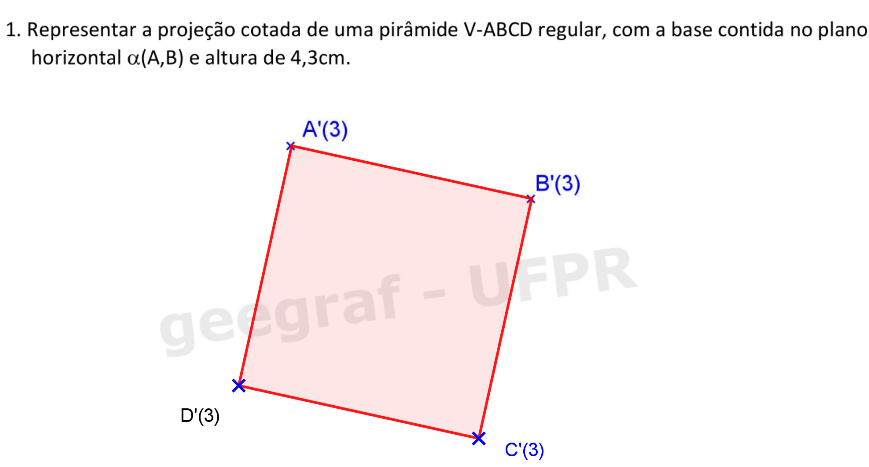 1. Representar a projeção cotada de uma pirâmide V-ABCD regular, com a base contida no plano
horizontal α(A,B) e altura de 4,3cm.
A'(3)
B'(3)
geegraf - UFPR
D'(3)
C'(3)